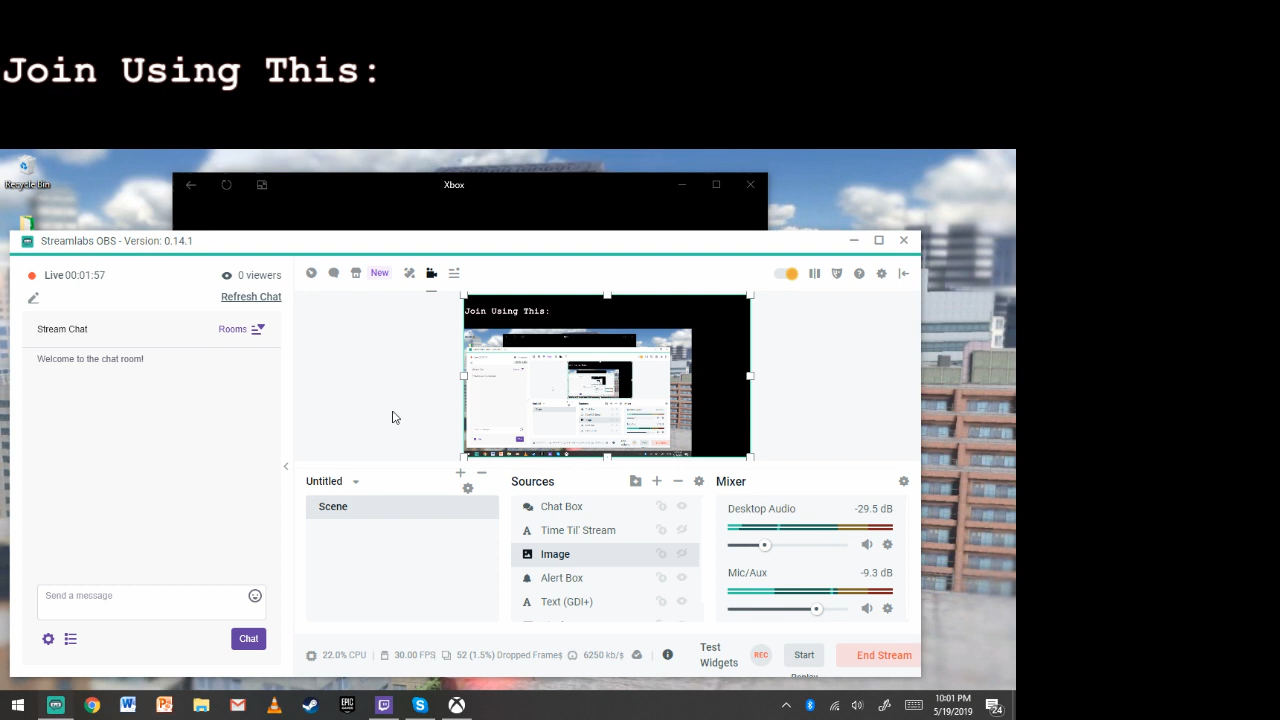 Join Using This:
Recycle Bin
Xbox
Streamlabs OBS - Version: 0.14.1
Live 00:01:57
0 viewers
New
Refresh Chat
Stream Chat
Rooms
Welcome to the chat room!
Join Using This:
Untitled
Scene
Sources
Chat Box
Time Til' Stream
Image
Alert Box
Text (GDI+)
Mixer
Desktop Audio
-29.5 dB
Mic/Aux
-9.3 dB
Send a message
Chat
22.0% CPU
30.00 FPS
52 (1.5%) Dropped Frames
6250 kb/s
Test
Widgets
REC
Start
Replay
End Stream
EPIC
10:01 PM
5/19/2019
24